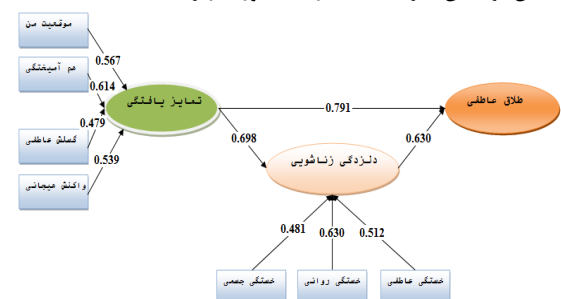 موقعیت من
0.567
هم آمیختگی
0.614
تمایز یافتگی
طلاق عاطفی
0.791
0.479
گسلش عاطفی
0.698
0.630
0.539
دلزدگی زناشویی
واکنش هیجانی
0.481
0.630
0.512
خستگی جسمی
خستگی روانی
خستگی عاطفی